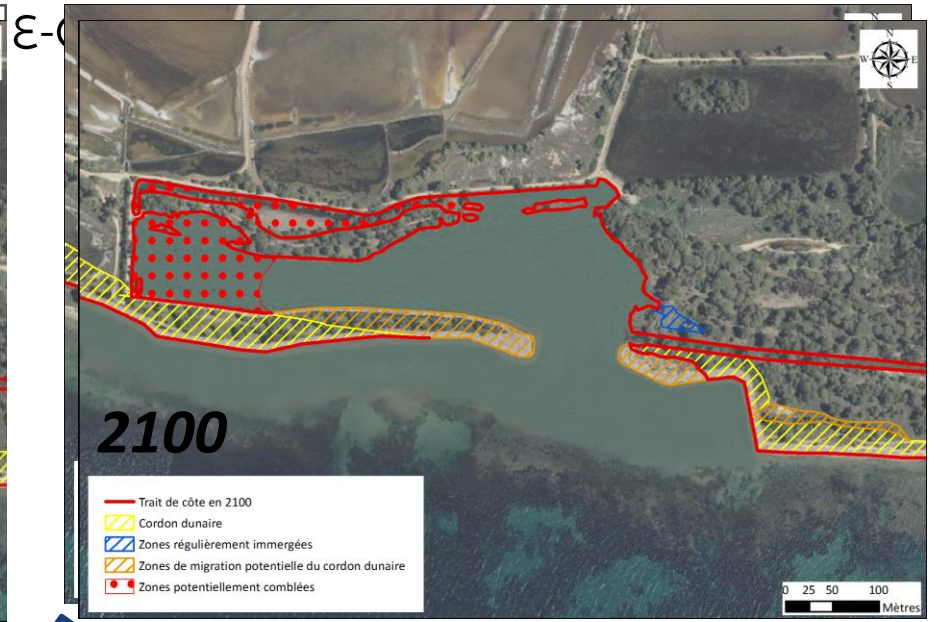 N
W E
S
2100
Trait de côte en 2100
Cordon dunaire
Zones régulièrement immergées
Zones de migration potentielle du cordon dunaire
Zones potentiellement comblées
0 25 50 100
Mètres